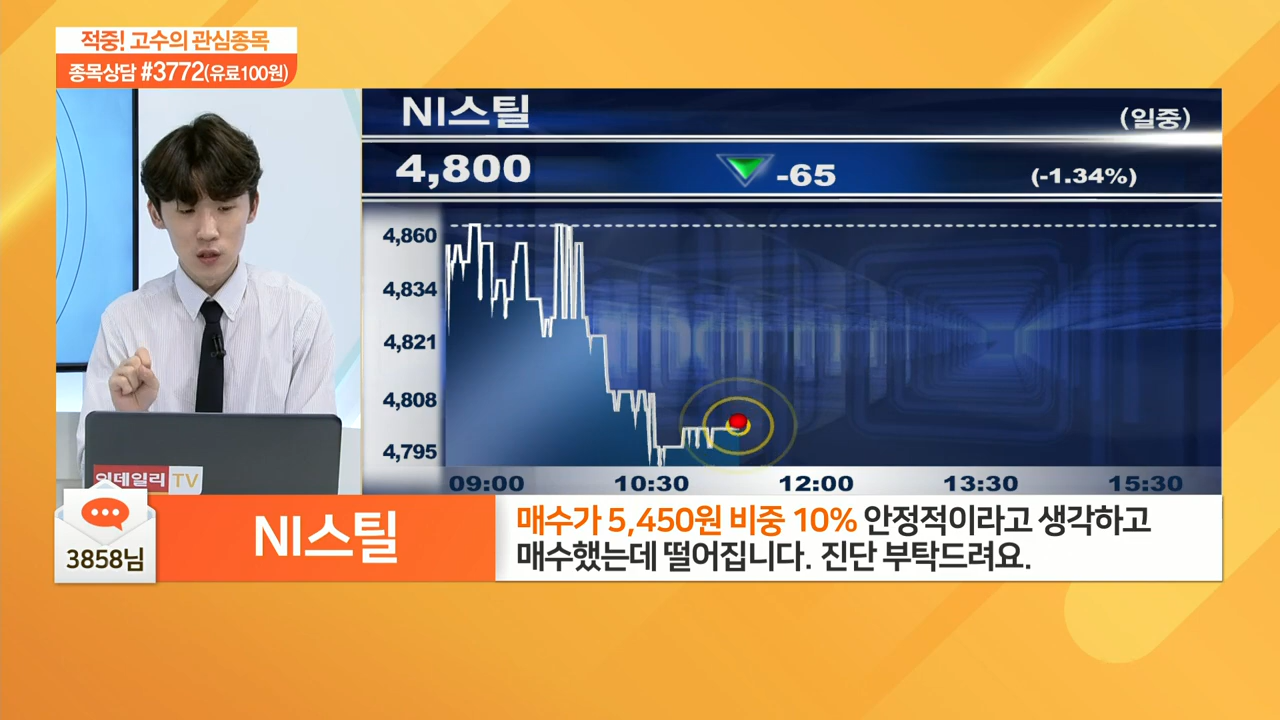 적중! 고수의 관심종목
종목상담 #3772(유료100원)
NI스틸
(일중)
4,800
-65
(-1.34%)
4,860
4,834
4,821
4,808
4,795
09:00
10:30
12:00
13:30
15:30
이데일리 TV
3858님
NI스틸
매수가 5,450원 비중 10% 안정적이라고 생각하고
매수했는데 떨어집니다. 진단 부탁드려요.